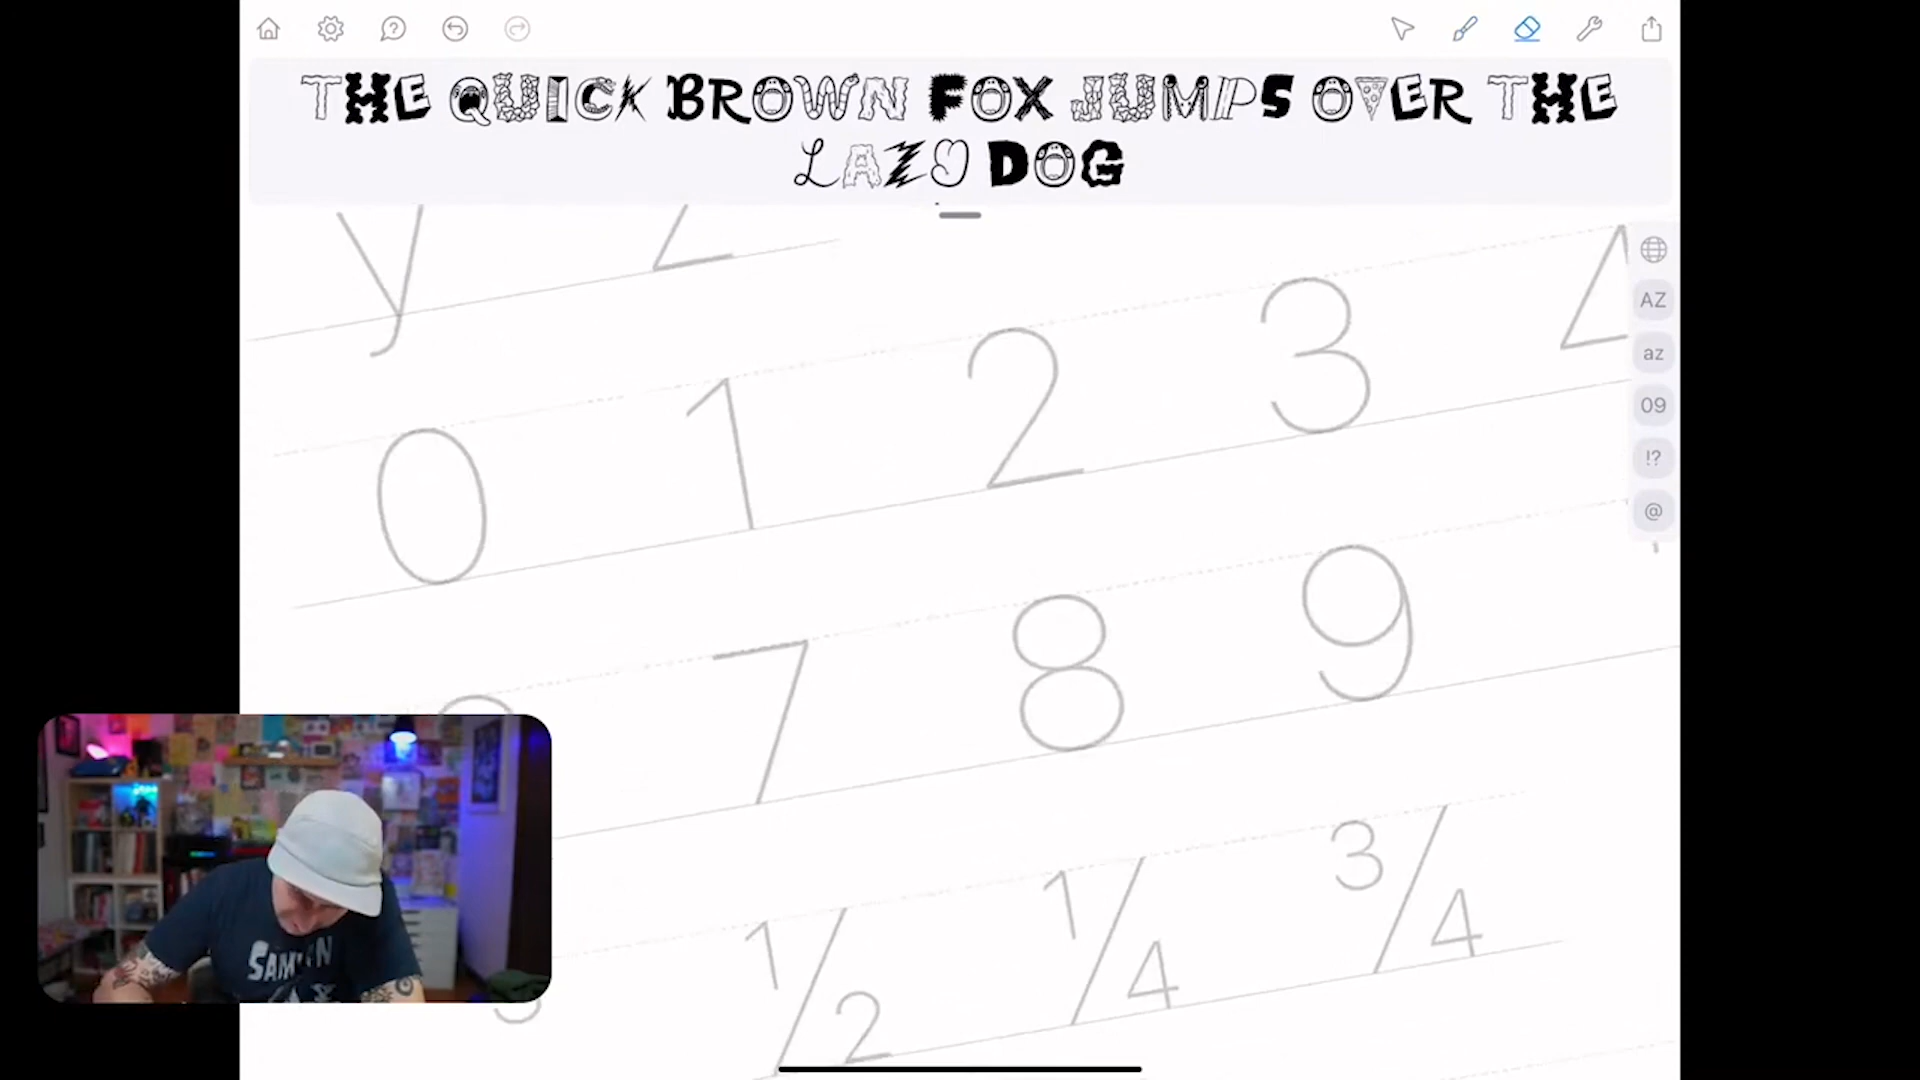 THE QUICK BROWN FOX JUMPS OVER THE
LAZY DOG
y z
AZ
az
0 1 2 3 4
09
!?
@
7 8 9
1/2 1/4 3/4